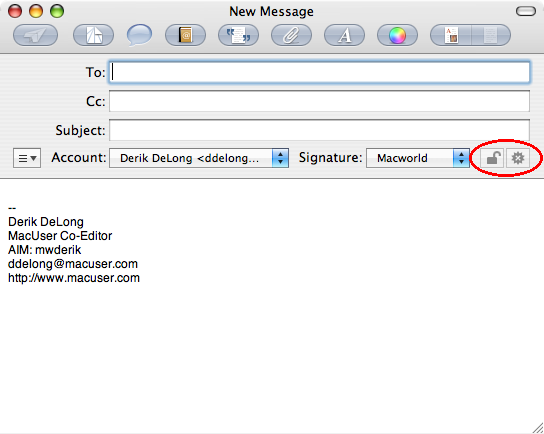 New Message
To:
Cc:
Subject:
Account: Derik DeLong <ddelong... Signature: Macworld
--
Derik DeLong
MacUser Co-Editor
AIM: mwderik
ddelong@macuser.com
http://www.macuser.com